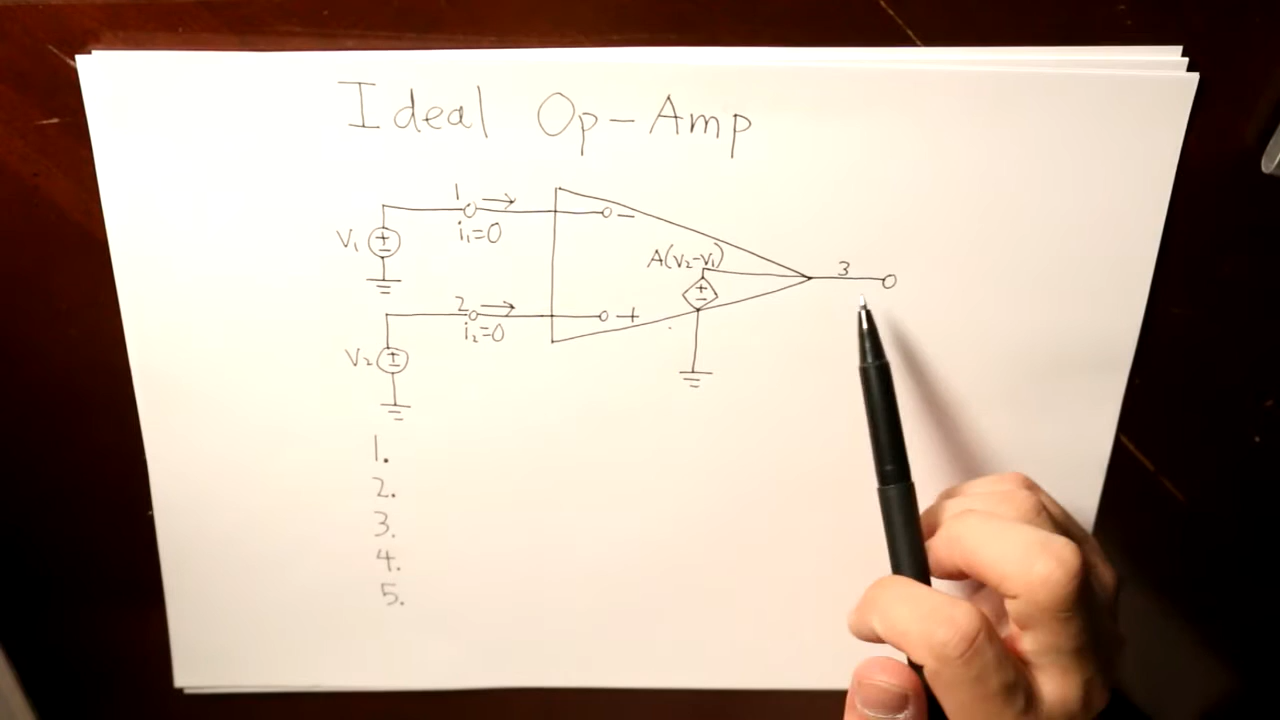 Ideal Op-Amp
1
V₁ + − i₁=0 −
A(v₂-v₁)
+ −
3
2
i₂=0 +
V₂ + −
1.
2.
3.
4.
5.